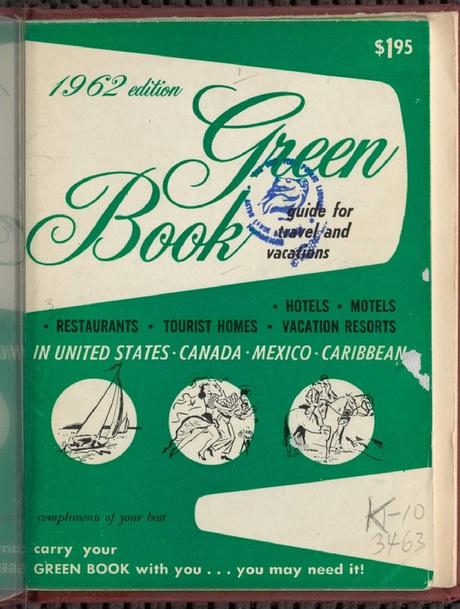 $1.95
1962 edition
Green
Book
guide for
travel and
vacations
• HOTELS • MOTELS
• RESTAURANTS • TOURIST HOMES • VACATION RESORTS
IN UNITED STATES · CANADA · MEXICO · CARIBBEAN
compliments of your host . . .
K-10
3463
carry your
GREEN BOOK with you . . . you may need it!